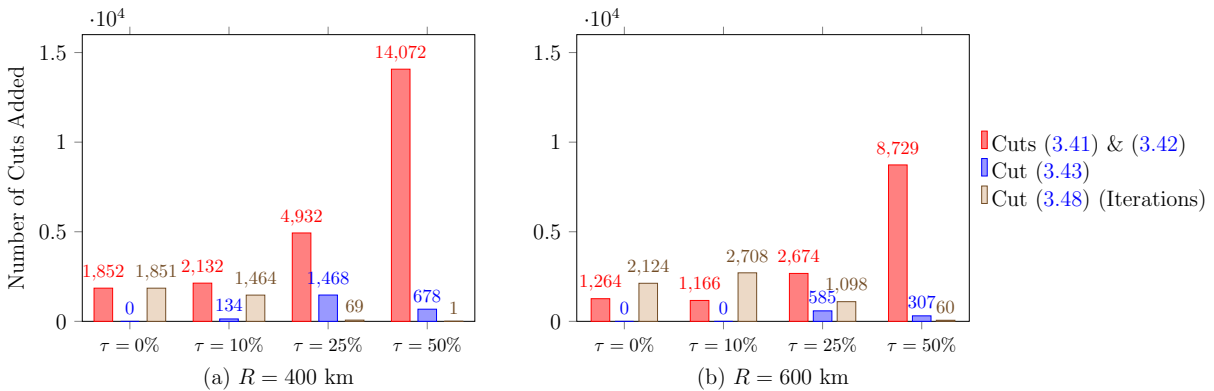 ·10⁴
Number of Cuts Added
1.5
1
0.5
0
1,852
0
1,851
2,132
134
1,464
4,932
1,468
69
14,072
678
1
τ = 0%
τ = 10%
τ = 25%
τ = 50%
(a) R = 400 km
·10⁴
1.5
1
0.5
0
1,264
0
2,124
1,166
0
2,708
2,674
585
1,098
8,729
307
60
τ = 0%
τ = 10%
τ = 25%
τ = 50%
(b) R = 600 km
Cuts (3.41) & (3.42)
Cut (3.43)
Cut (3.48) (Iterations)